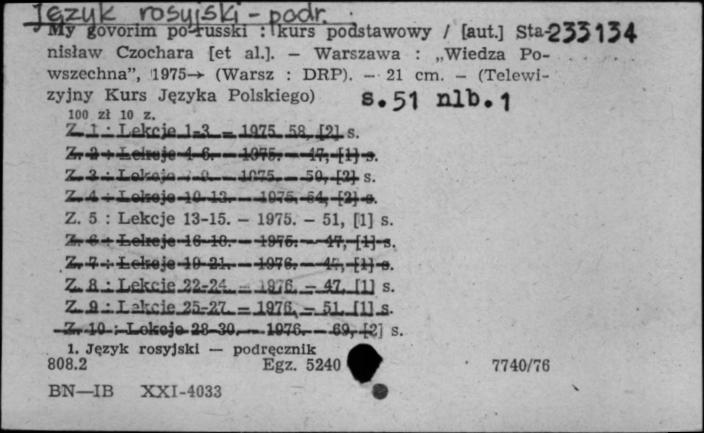 Język rosyjski - podr.
My govorim po-russki : kurs podstawowy / [aut.] Sta- 233134
nisław Czochara [et al.]. — Warszawa : „Wiedza Po-
wszechna”, 1975→ (Warsz : DRP). — 21 cm. — (Telewi-
zyjny Kurs Języka Polskiego) s.51 nlb.1
100 zł 10 z.
Z. 1 : Lekcje 1-3 — 1975 58, [2] s.
Z. 2 : Lekcje 4-6. — 1975. — 47, [1] s.
Z. 3 : Lekcje 7-9. — 1975. — 50, [2] s.
Z. 4 : Lekcje 10-12. — 1975. 54, [2] s.
Z. 5 : Lekcje 13-15. — 1975. — 51, [1] s.
Z. 6 : Lekcje 16-18. — 1975. — 47, [1] s.
Z. 7 : Lekcje 19-21. — 1976. — 47, [1] s.
Z. 8 : Lekcje 22-24 — 1976. — 47. [1] s
Z. 9 : Lekcje 25-27. — 1976. — 51. [1] s.
Z. 10 : Lekcje 28-30. — 1976. — 69, [2] s.
1. Język rosyjski — podręcznik
808.2 Egz. 5240 7740/76
BN—IB XXI-4033